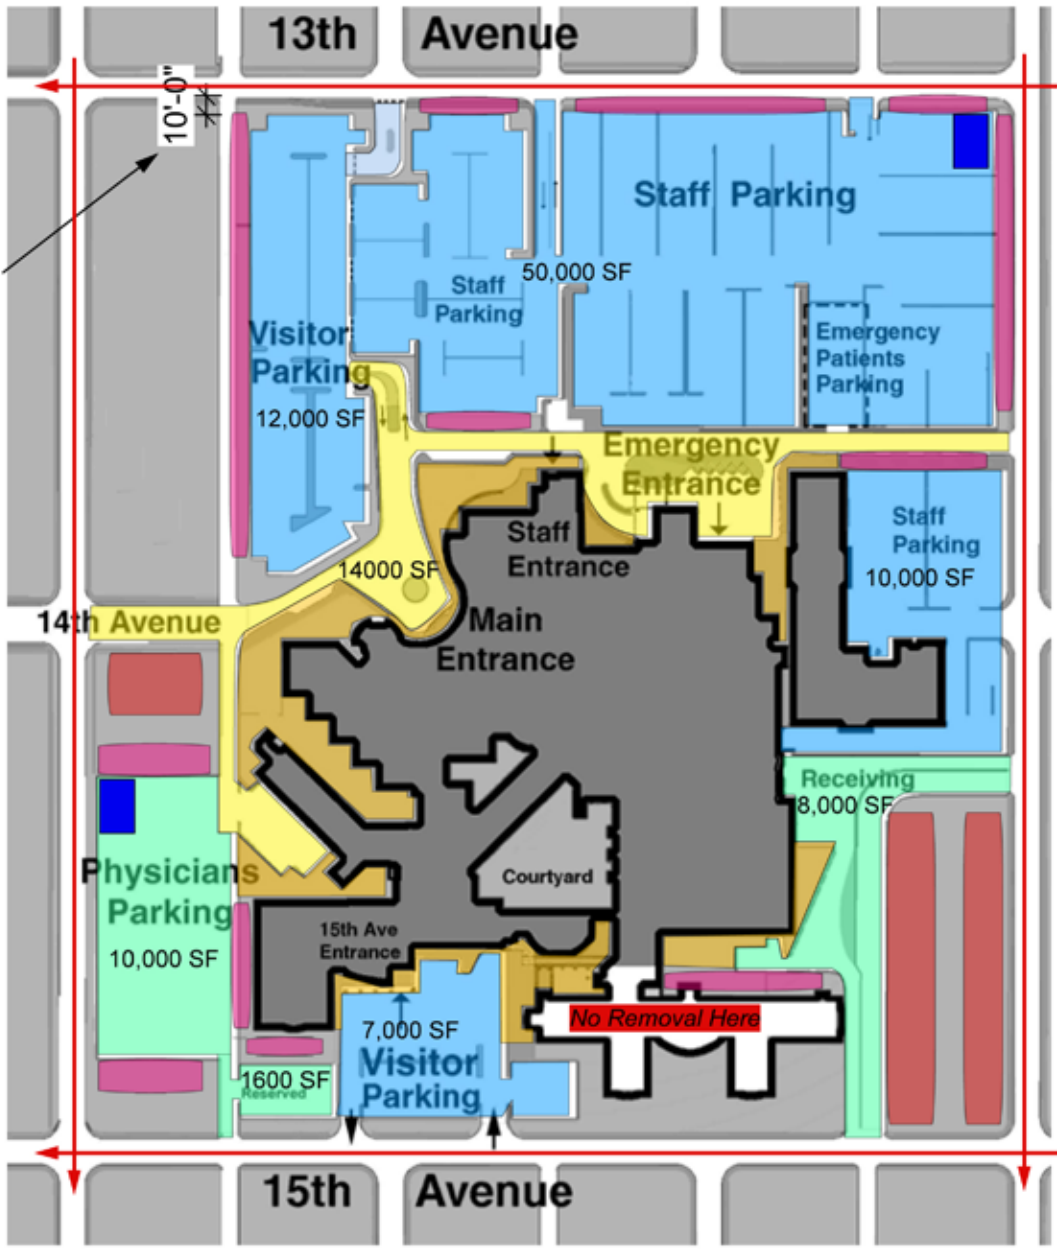 13th Avenue
10'-0"
Staff Parking
50,000 SF
Staff
Parking
Visitor
Parking
12,000 SF
Emergency
Patients
Parking
Emergency
Entrance
Staff
Entrance
Staff
Parking
10,000 SF
14000 SF
14th Avenue
Main
Entrance
Receiving
8,000 SF
Physicians
Parking
10,000 SF
Courtyard
15th Ave
Entrance
No Removal Here
7,000 SF
Visitor
Parking
1600 SF
Reserved
15th Avenue